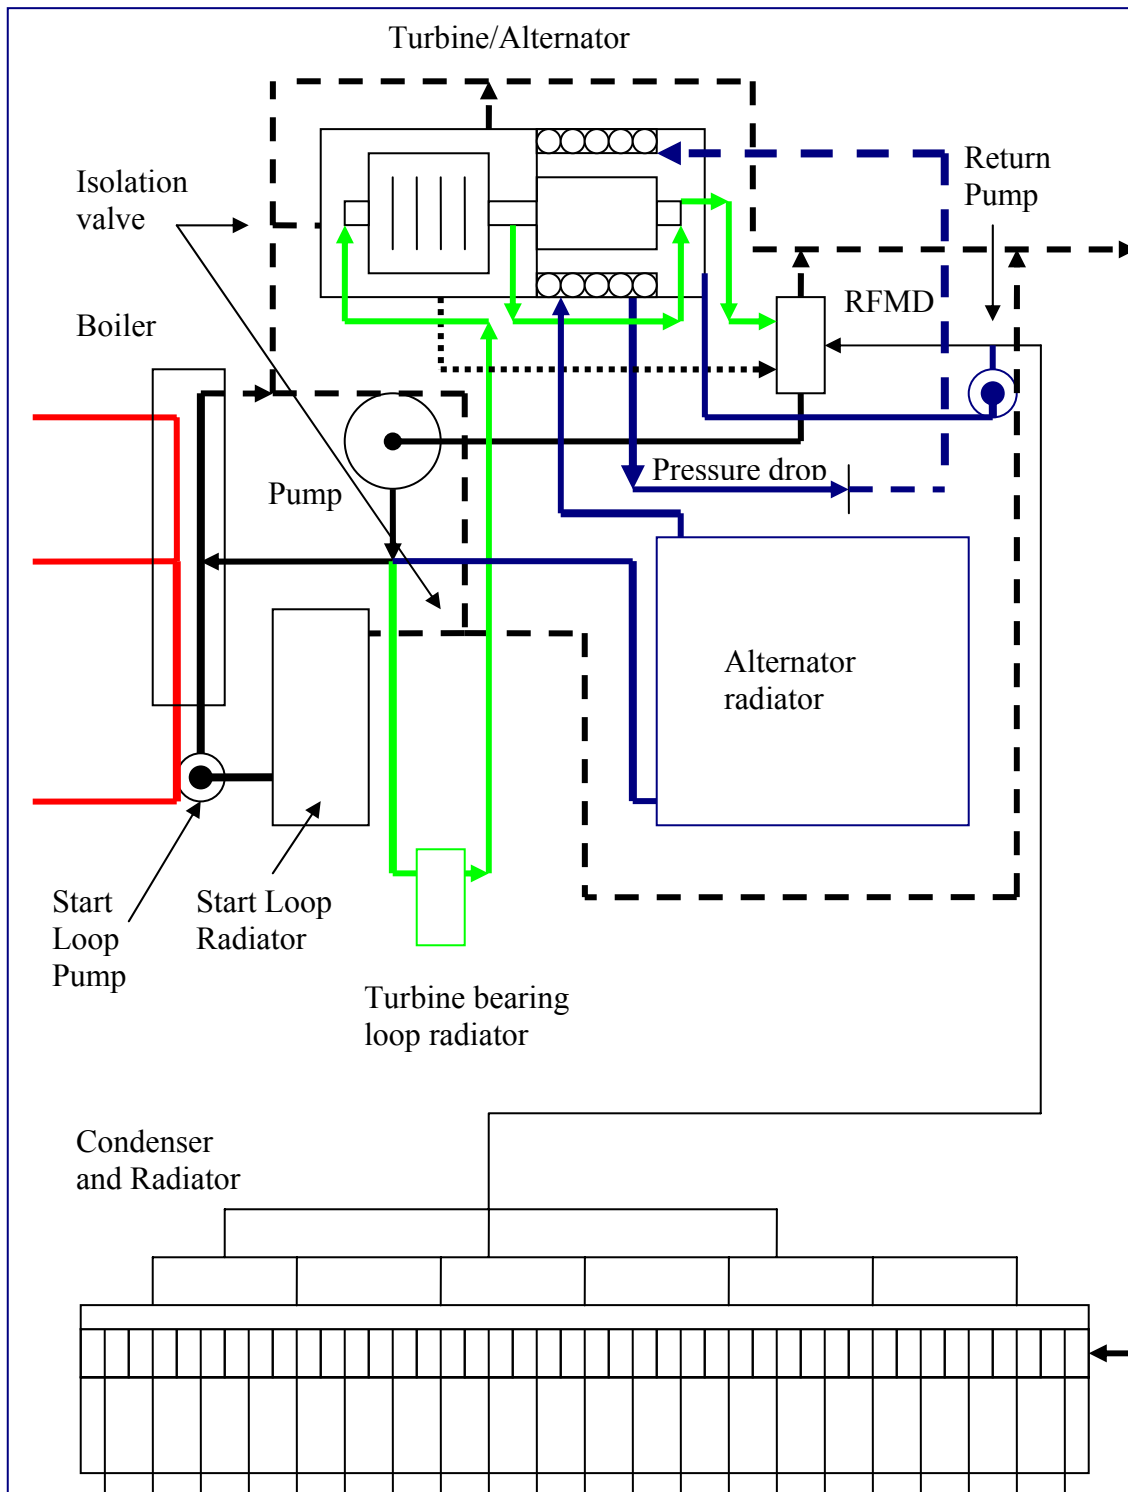 Turbine/Alternator
Isolation
valve
Return
Pump
Boiler
RFMD
Pump
Pressure drop
Alternator
radiator
Start
Loop
Pump
Start Loop
Radiator
Turbine bearing
loop radiator
Condenser
and Radiator